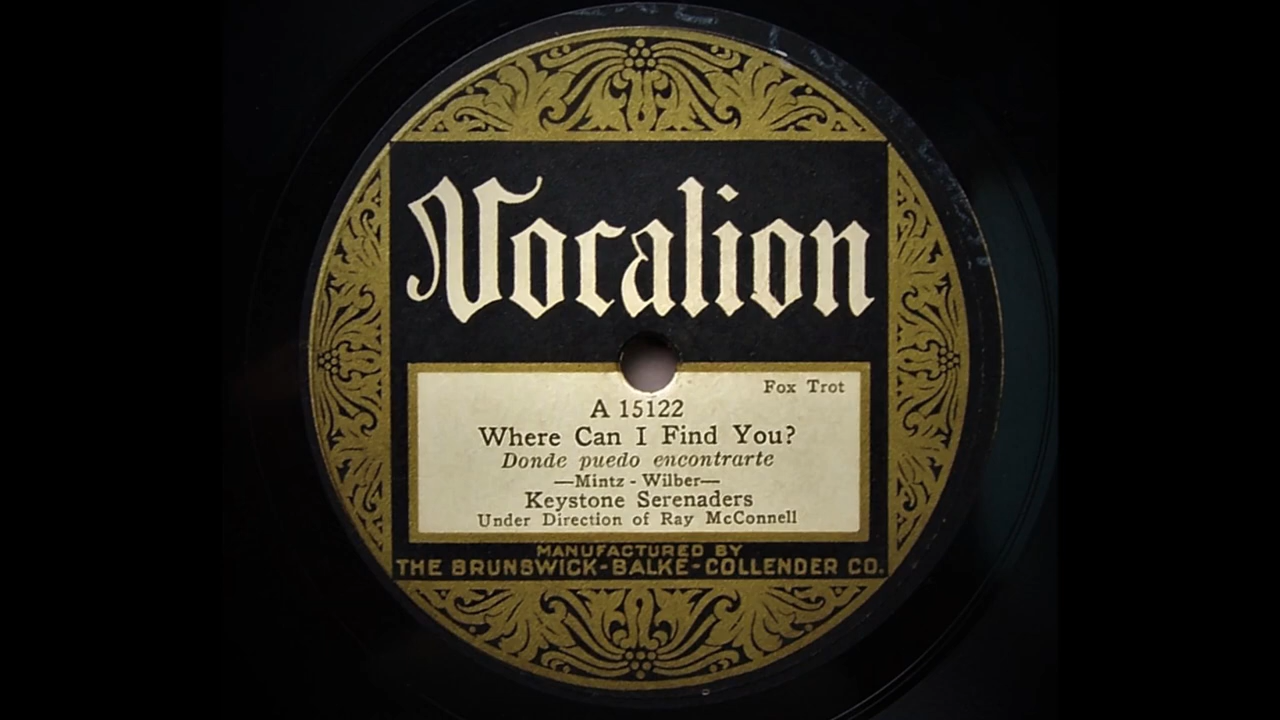 Vocalion
Fox Trot
A 15122
Where Can I Find You?
Donde puedo encontrarte
—Mintz - Wilber—
Keystone Serenaders
Under Direction of Ray McConnell
MANUFACTURED BY
THE BRUNSWICK-BALKE-COLLENDER CO.